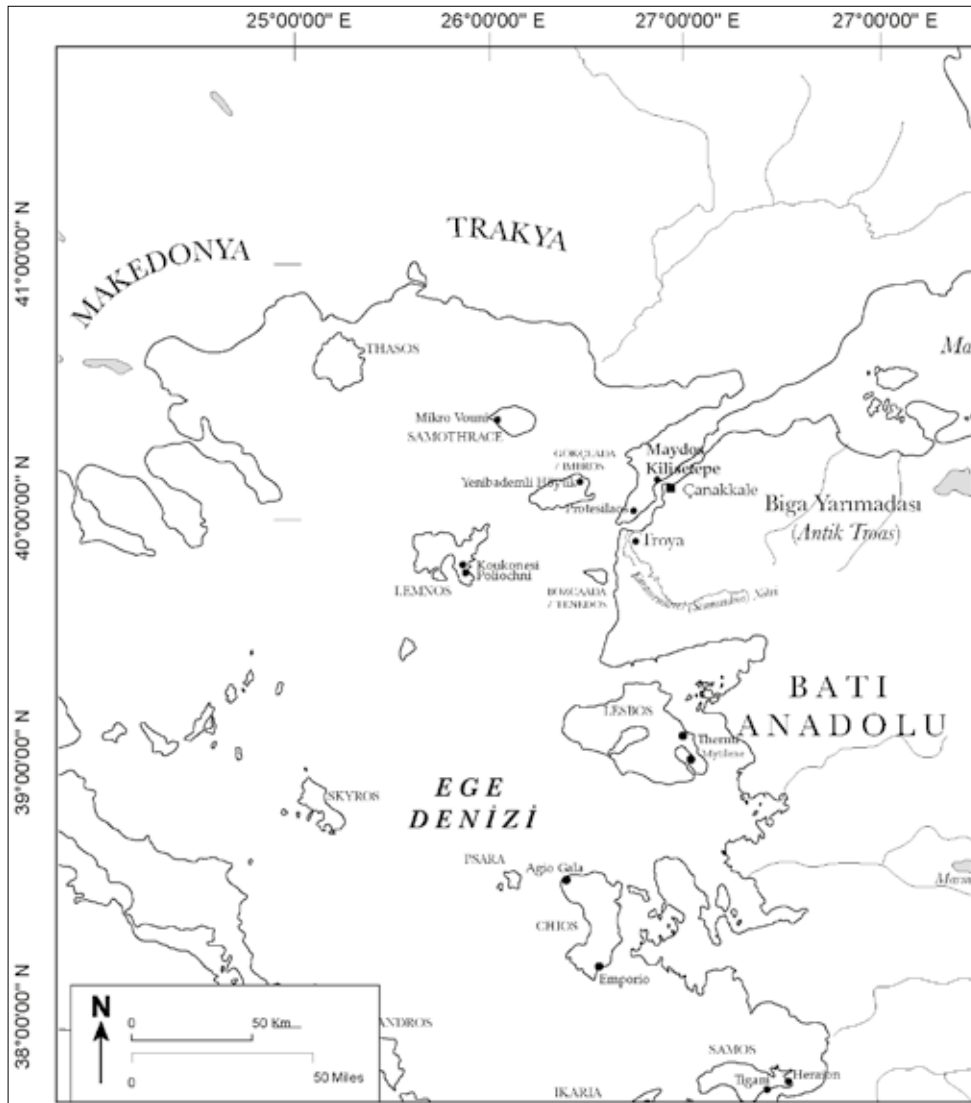 25°00'00" E
26°00'00" E
27°00'00" E
27°00'00" E
41°00'00" N
40°00'00" N
39°00'00" N
38°00'00" N
MAKEDONYA
TRAKYA
THASOS
Ma
Mikro Vouni
SAMOTHRACE
GÖKÇEADA
/ IMBROS
Yenibademli Höyük
Maydos
Kilisetepe
Çanakkale
Protesilaos
Biga Yarımadası
(Antik Troas)
Troya
Koukonesi
Poliochni
LEMNOS
BOZCAADA
/ TENEDOS
(Scamandros) Nehri
LESBOS
BATI
ANADOLU
Thermi
Mytilene
SKYROS
EGE
DENİZİ
PSARA
Agio Gala
CHIOS
Emporio
N
0
50 Km
0
50 Miles
ANDROS
SAMOS
Tigani
Heraion
IKARIA